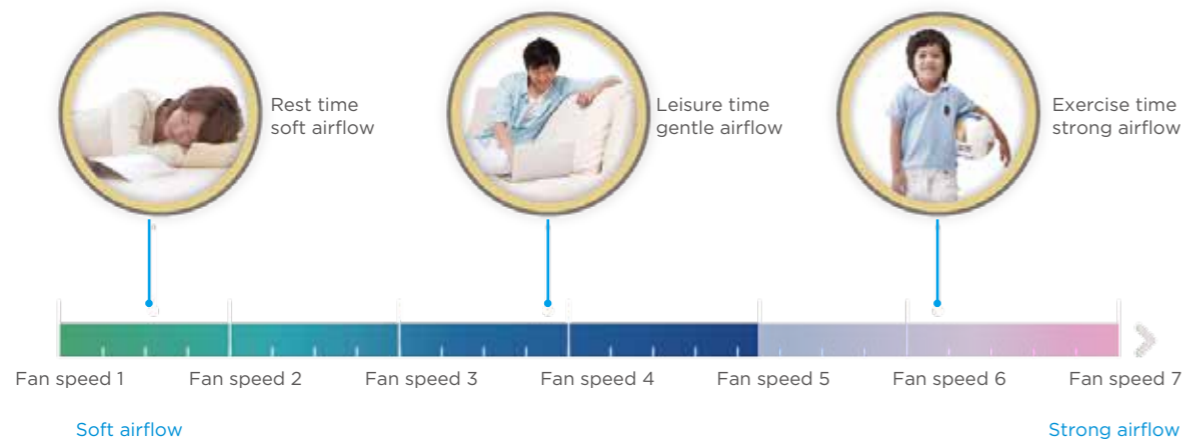 Rest time
soft airflow
Leisure time
gentle airflow
Exercise time
strong airflow
Fan speed 1
Fan speed 2
Fan speed 3
Fan speed 4
Fan speed 5
Fan speed 6
Fan speed 7
Soft airflow
Strong airflow